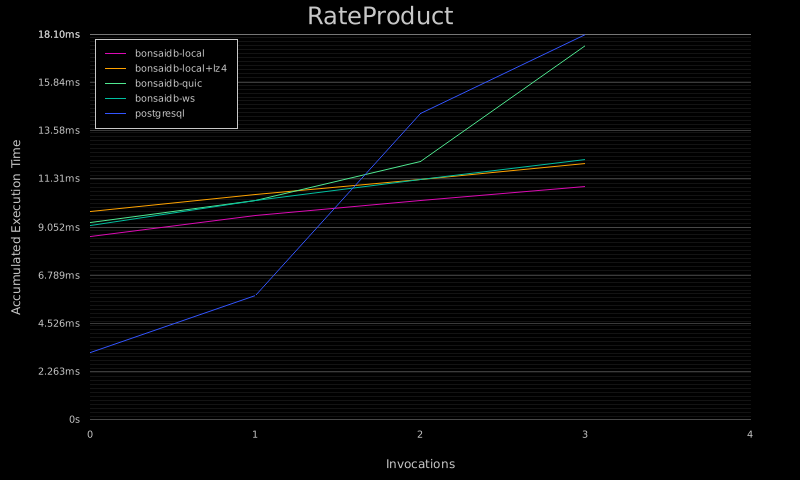 RateProduct
18.10ms
15.84ms
13.58ms
11.31ms
9.052ms
6.789ms
4.526ms
2.263ms
0s
Accumulated Execution Time
bonsaidb-local
bonsaidb-local+lz4
bonsaidb-quic
bonsaidb-ws
postgresql
0 1 2 3 4
Invocations